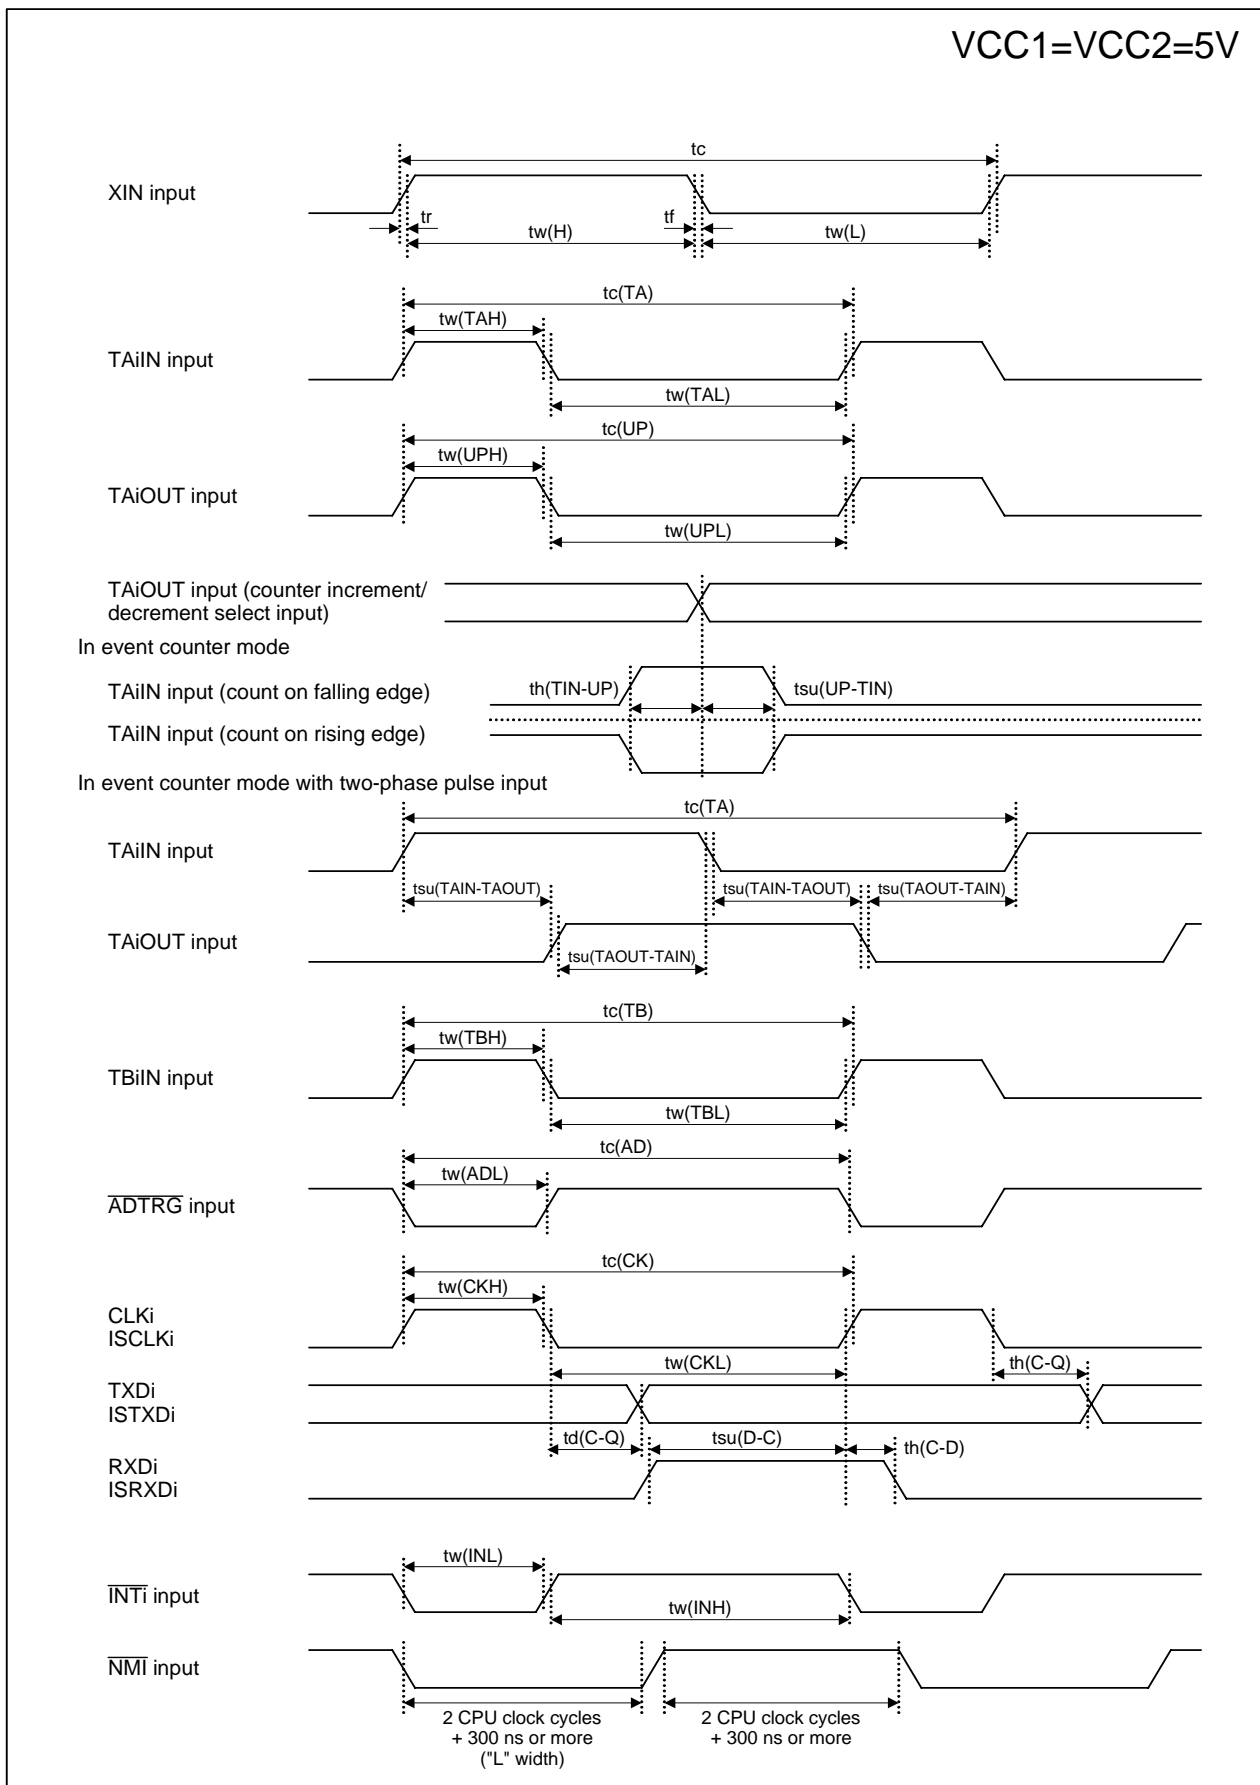 VCC1=VCC2=5V
tc
XIN input
tr
tf
tw(H)
tw(L)
tc(TA)
tw(TAH)
TAiIN input
tw(TAL)
tc(UP)
tw(UPH)
TAiOUT input
tw(UPL)
TAiOUT input (counter increment/
decrement select input)
In event counter mode
TAiIN input (count on falling edge)
th(TIN-UP)
tsu(UP-TIN)
TAiIN input (count on rising edge)
In event counter mode with two-phase pulse input
tc(TA)
TAiIN input
tsu(TAIN-TAOUT)
tsu(TAIN-TAOUT)
tsu(TAOUT-TAIN)
TAiOUT input
tsu(TAOUT-TAIN)
tc(TB)
tw(TBH)
TBiIN input
tw(TBL)
tc(AD)
tw(ADL)
ADTRG input
tc(CK)
tw(CKH)
CLKi
ISCLKi
tw(CKL)
th(C-Q)
TXDi
ISTXDi
td(C-Q)
tsu(D-C)
th(C-D)
RXDi
ISRXDi
tw(INL)
INTi input
tw(INH)
NMI input
2 CPU clock cycles
+ 300 ns or more
("L" width)
2 CPU clock cycles
+ 300 ns or more